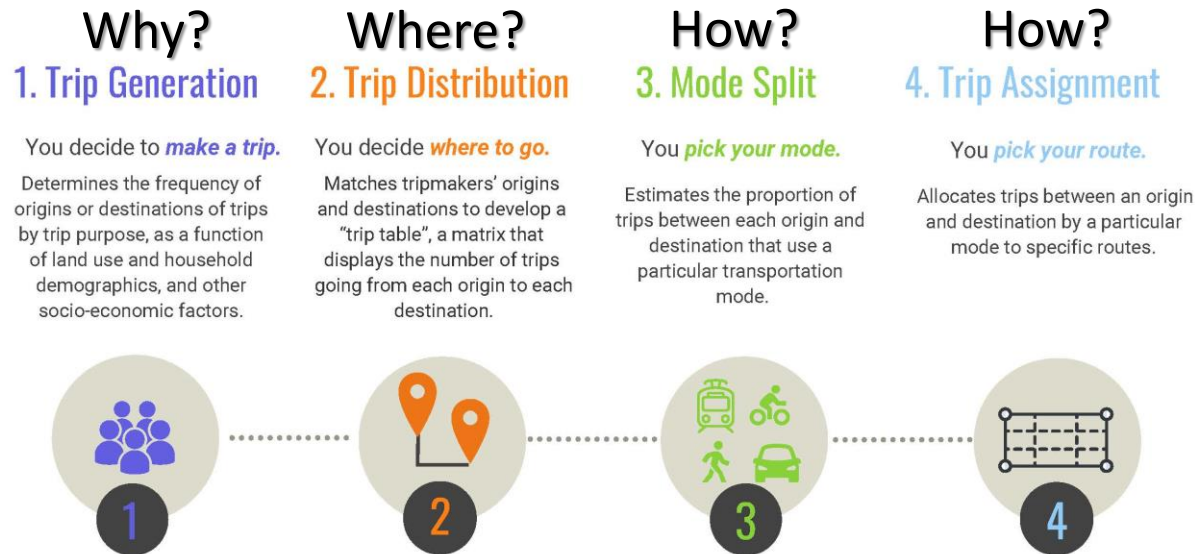 Why?
1. Trip Generation
You decide to make a trip.
Determines the frequency of
origins or destinations of trips
by trip purpose, as a function
of land use and household
demographics, and other
socio-economic factors.
1
Where?
2. Trip Distribution
You decide where to go.
Matches tripmakers’ origins
and destinations to develop a
“trip table”, a matrix that
displays the number of trips
going from each origin to each
destination.
2
How?
3. Mode Split
You pick your mode.
Estimates the proportion of
trips between each origin and
destination that use a
particular transportation
mode.
3
How?
4. Trip Assignment
You pick your route.
Allocates trips between an origin
and destination by a particular
mode to specific routes.
4